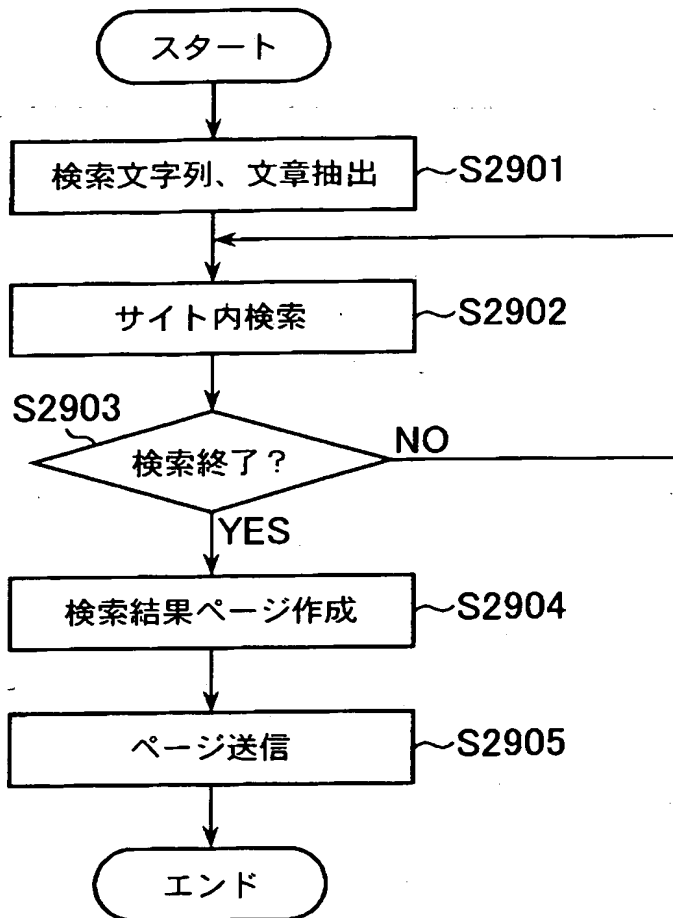 スタート
検索文字列、文章抽出
S2901
サイト内検索
S2902
S2903
検索終了?
NO
YES
検索結果ページ作成
S2904
ページ送信
S2905
エンド